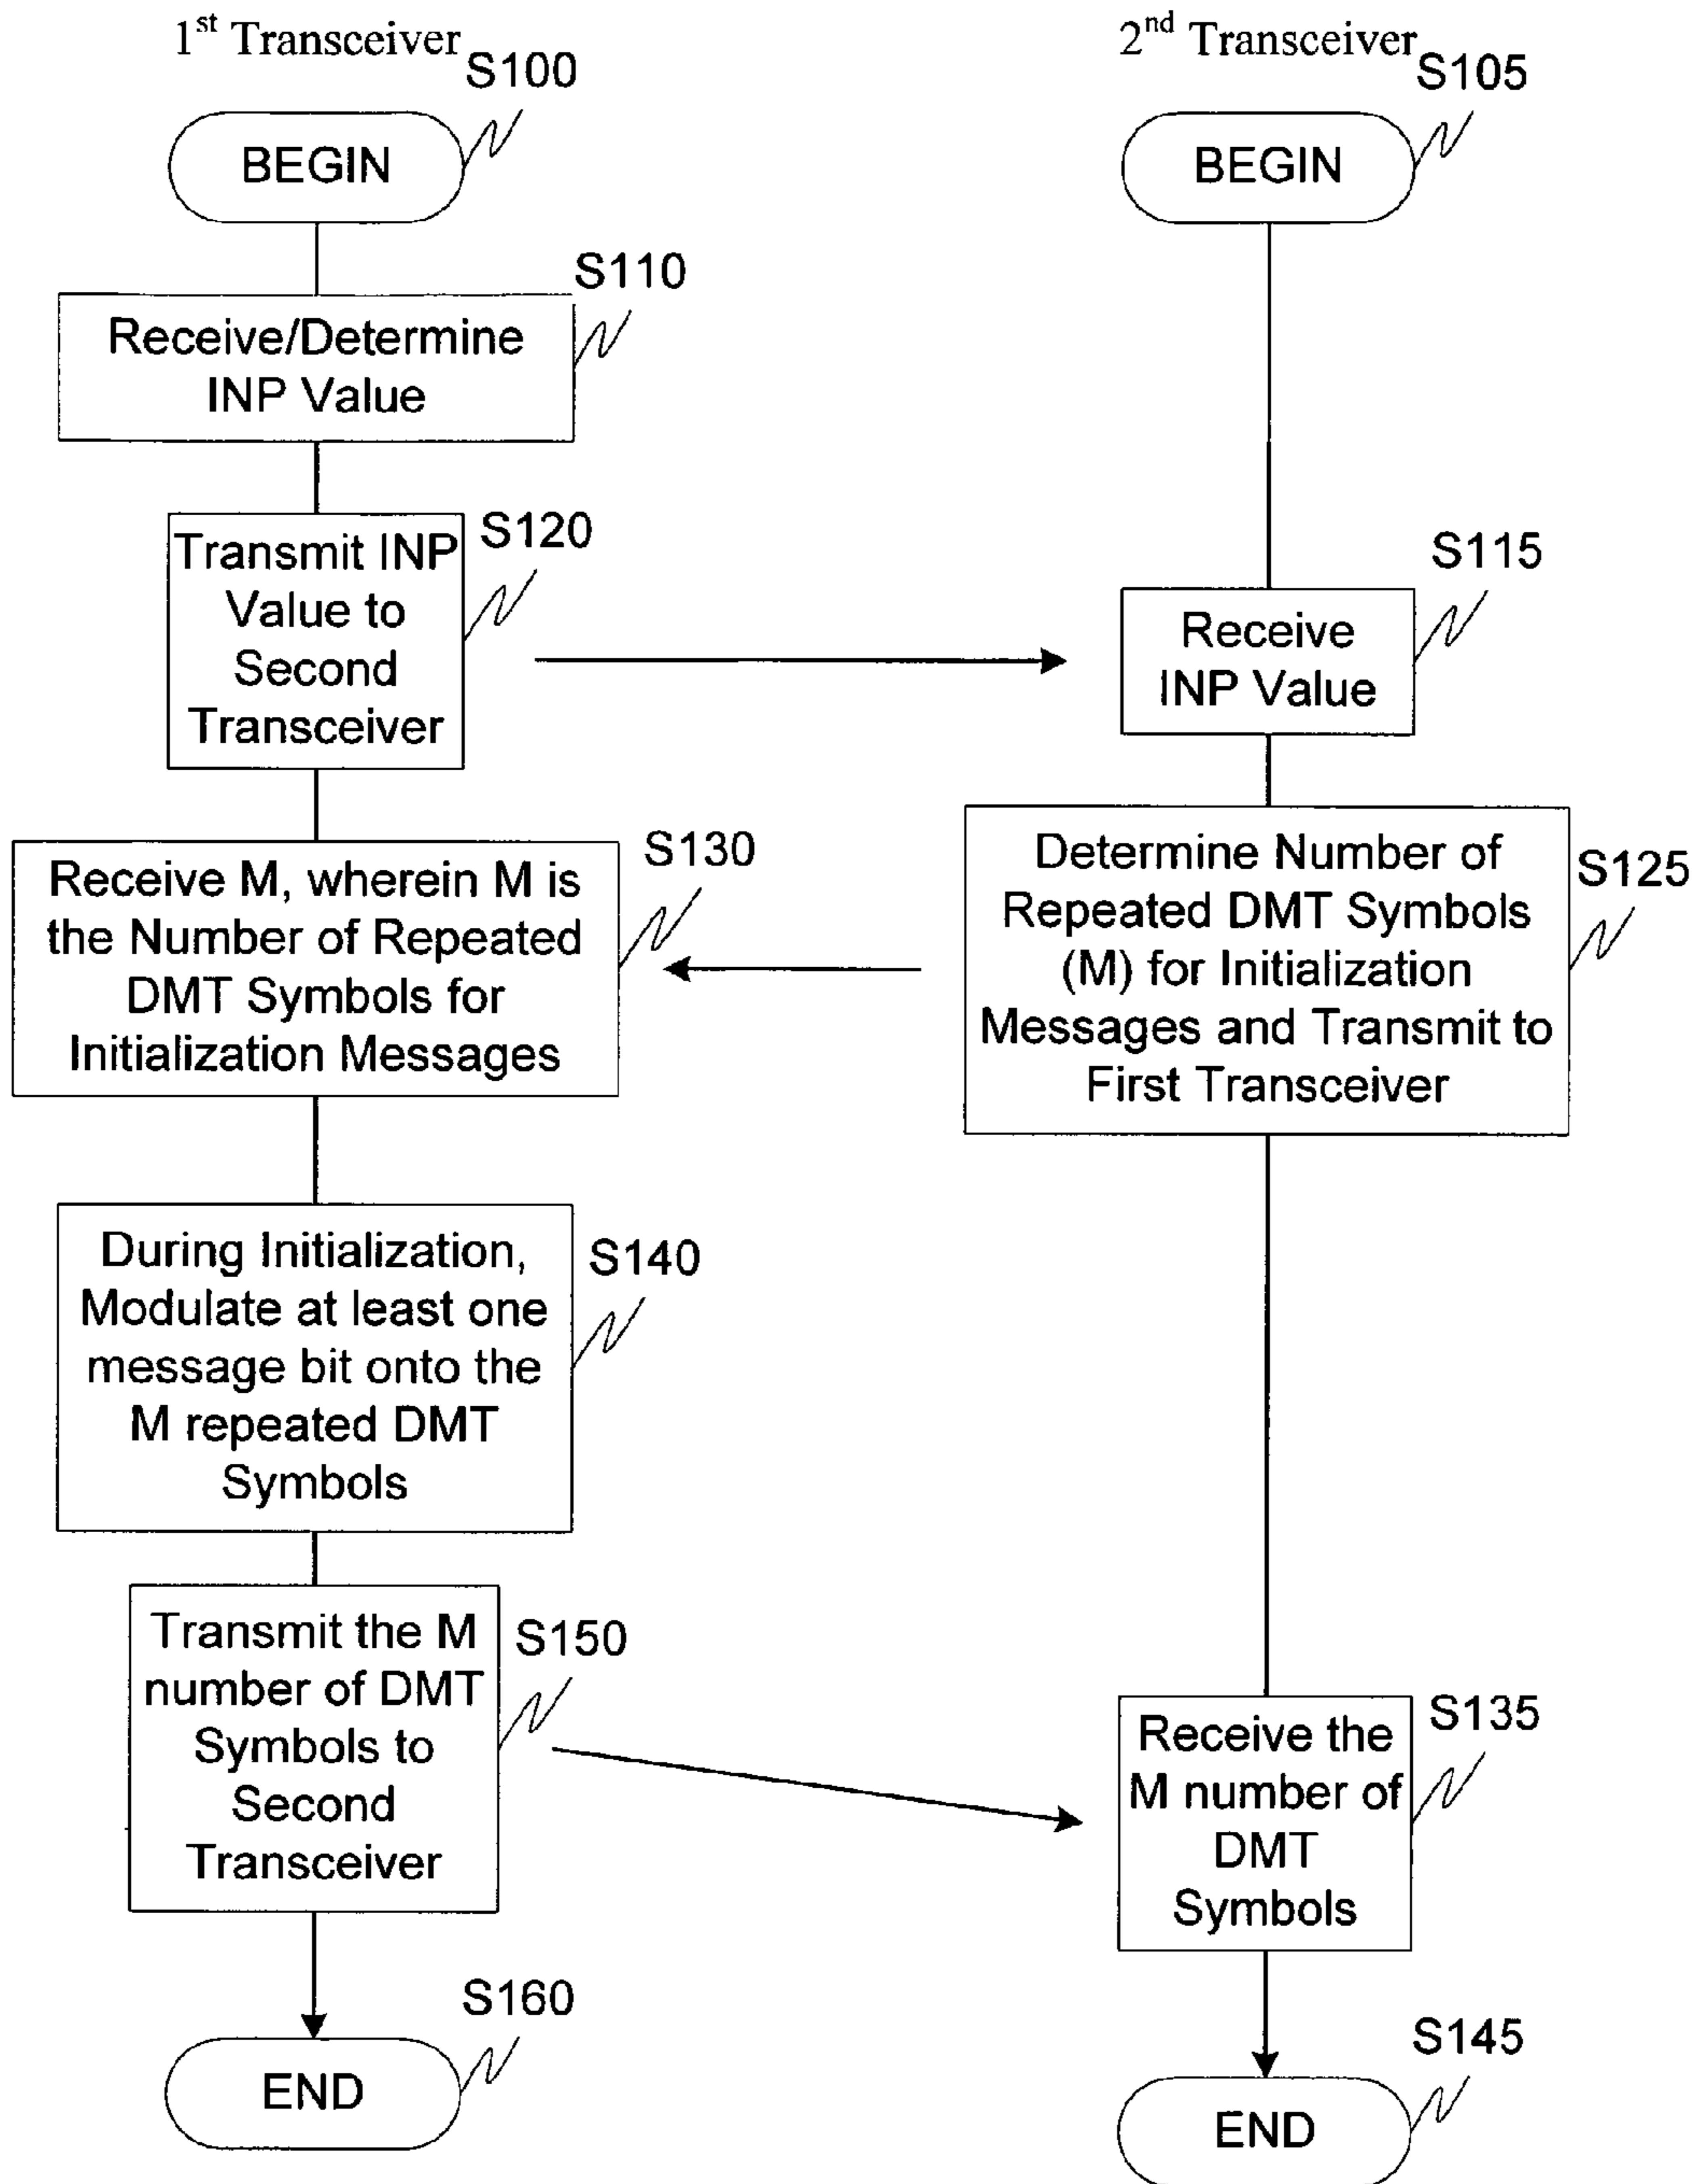 1st Transceiver
S100
BEGIN
S110
Receive/Determine
INP Value
S120
Transmit INP
Value to
Second
Transceiver
S130
Receive M, wherein M is
the Number of Repeated
DMT Symbols for
Initialization Messages
S140
During Initialization,
Modulate at least one
message bit onto the
M repeated DMT
Symbols
S150
Transmit the M
number of DMT
Symbols to
Second
Transceiver
S160
END
2nd Transceiver
S105
BEGIN
S115
Receive
INP Value
S125
Determine Number of
Repeated DMT Symbols
(M) for Initialization
Messages and Transmit to
First Transceiver
S135
Receive the
M number of
DMT
Symbols
S145
END